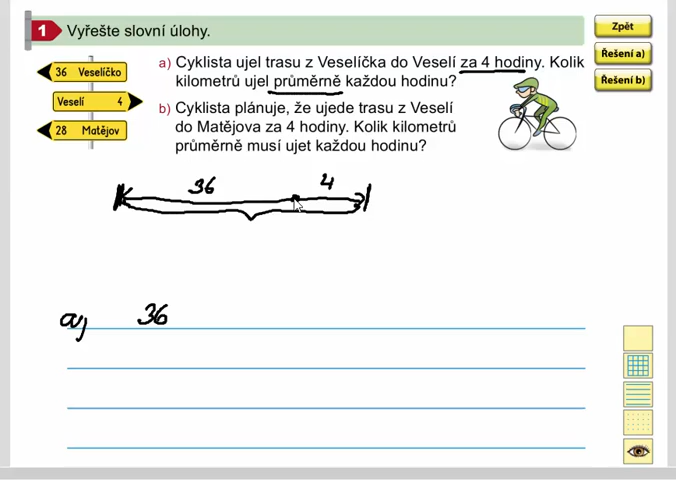 1 Vyřešte slovní úlohy.
Zpět
Řešení a)
Řešení b)
36 Veselíčko
Veselí 4
28 Matějov
a) Cyklista ujel trasu z Veselíčka do Veselí za 4 hodiny. Kolik
kilometrů ujel průměrně každou hodinu?
b) Cyklista plánuje, že ujede trasu z Veselí
do Matějova za 4 hodiny. Kolik kilometrů
průměrně musí ujet každou hodinu?
36 4
a) 36